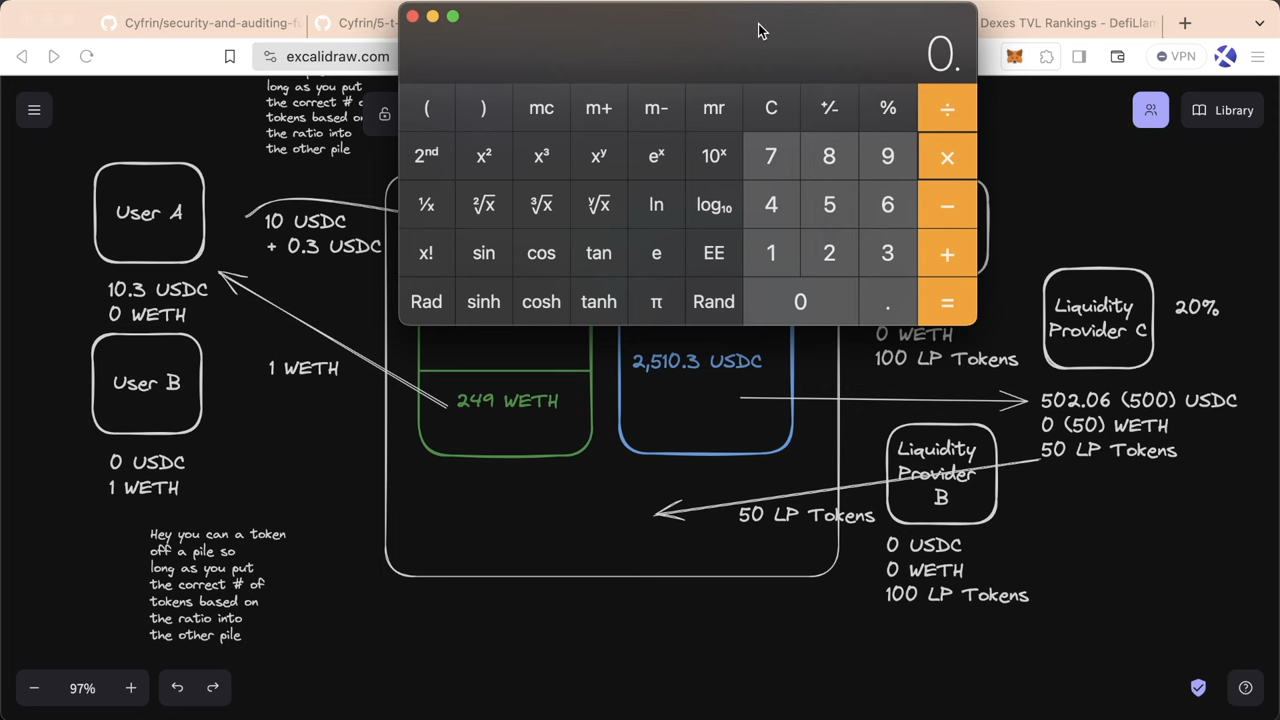 Cyfrin/security-and-auditing-fu
Cyfrin/5-t-
Dexes TVL Rankings - DefiLlam
excalidraw.com
VPN
long as you put
the correct # o
tokens based on
the ratio into
the other pile
Library
0.
( ) mc m+ m- mr C +/- % ÷
2nd x² x³ xʸ eˣ 10ˣ 7 8 9 ×
¹/x ²√x ³√x ʸ√x ln log₁₀ 4 5 6 −
x! sin cos tan e EE 1 2 3 +
Rad sinh cosh tanh π Rand 0 . =
User A
10 USDC
+ 0.3 USDC
10.3 USDC
0 WETH
User B
0 USDC
1 WETH
1 WETH
249 WETH
2,510.3 USDC
0 WETH
100 LP Tokens
Liquidity
Provider C
20%
502.06 (500) USDC
0 (50) WETH
50 LP Tokens
Liquidity
Provider
B
50 LP Tokens
0 USDC
0 WETH
100 LP Tokens
Hey you can a token
off a pile so
long as you put
the correct # of
tokens based on
the ratio into
the other pile
97%